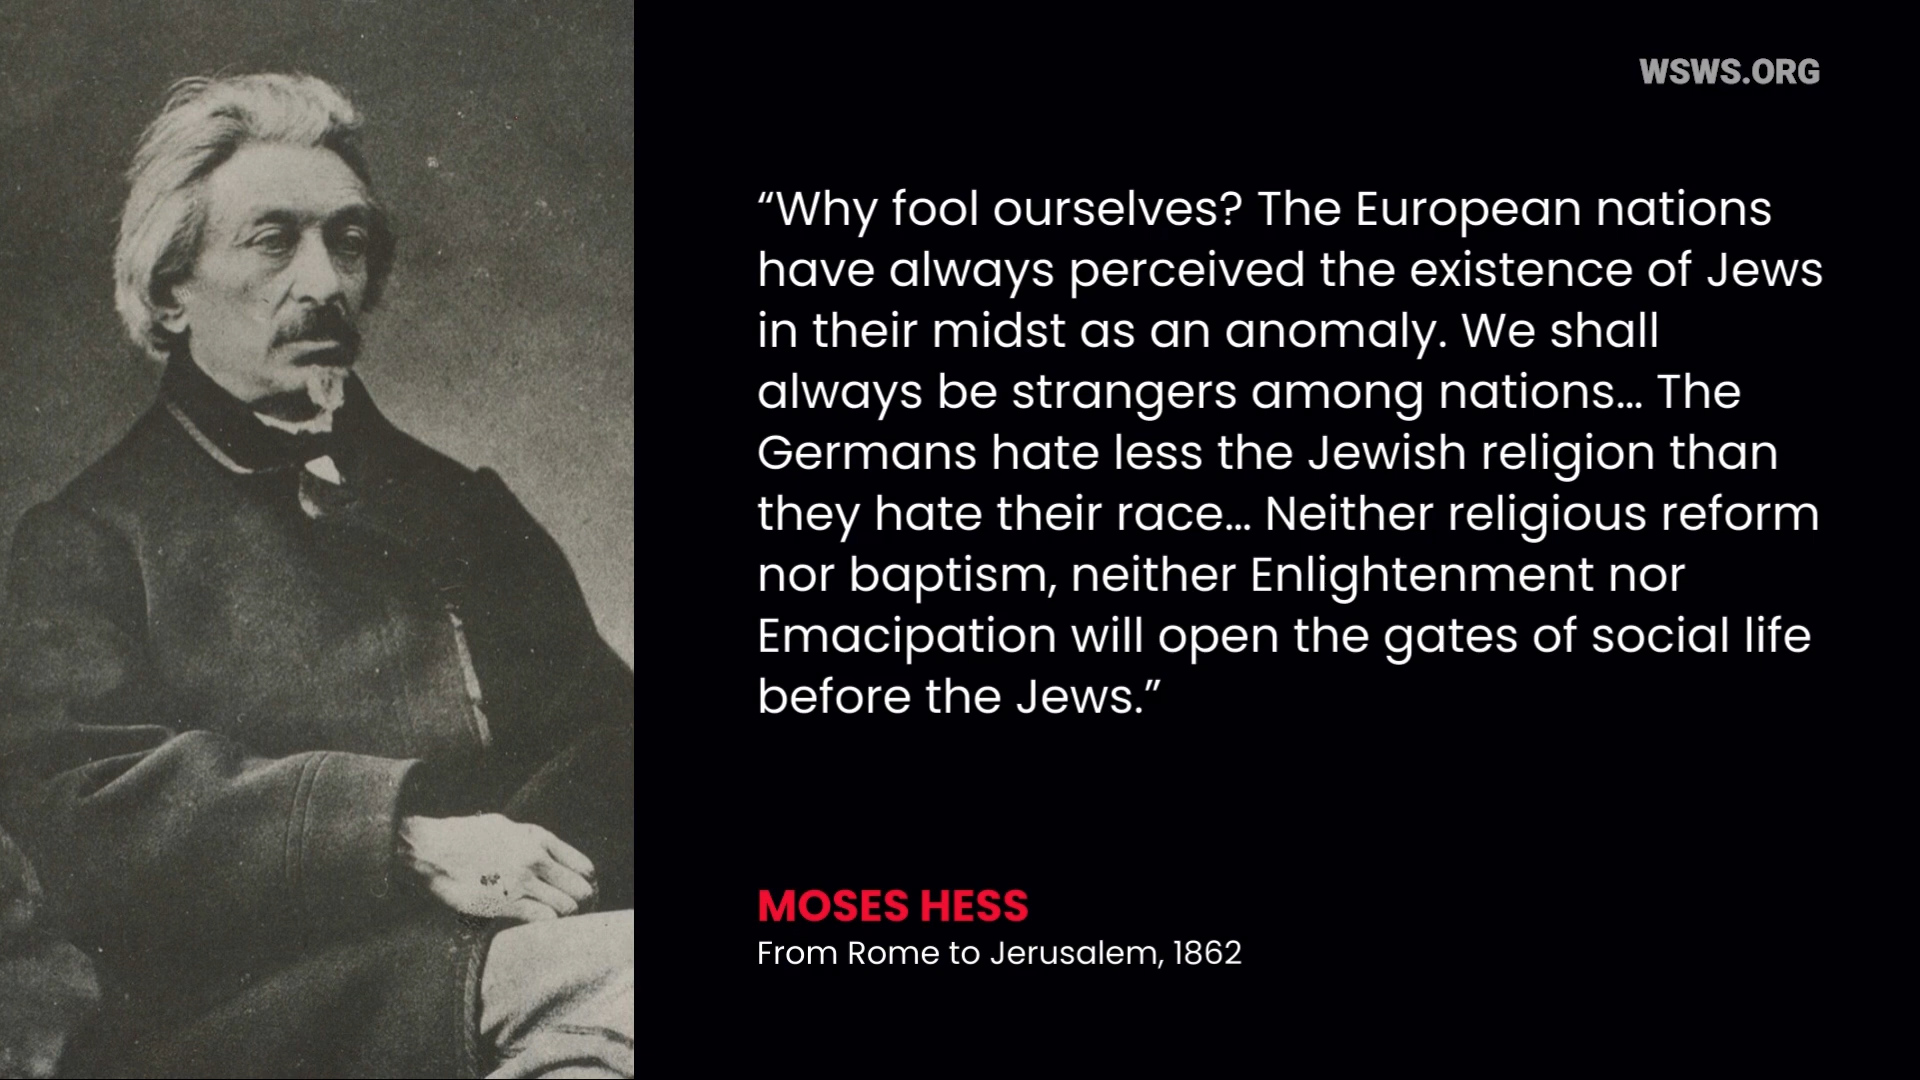 WSWS.ORG
“Why fool ourselves? The European nations
have always perceived the existence of Jews
in their midst as an anomaly. We shall
always be strangers among nations... The
Germans hate less the Jewish religion than
they hate their race... Neither religious reform
nor baptism, neither Enlightenment nor
Emacipation will open the gates of social life
before the Jews.”
MOSES HESS
From Rome to Jerusalem, 1862